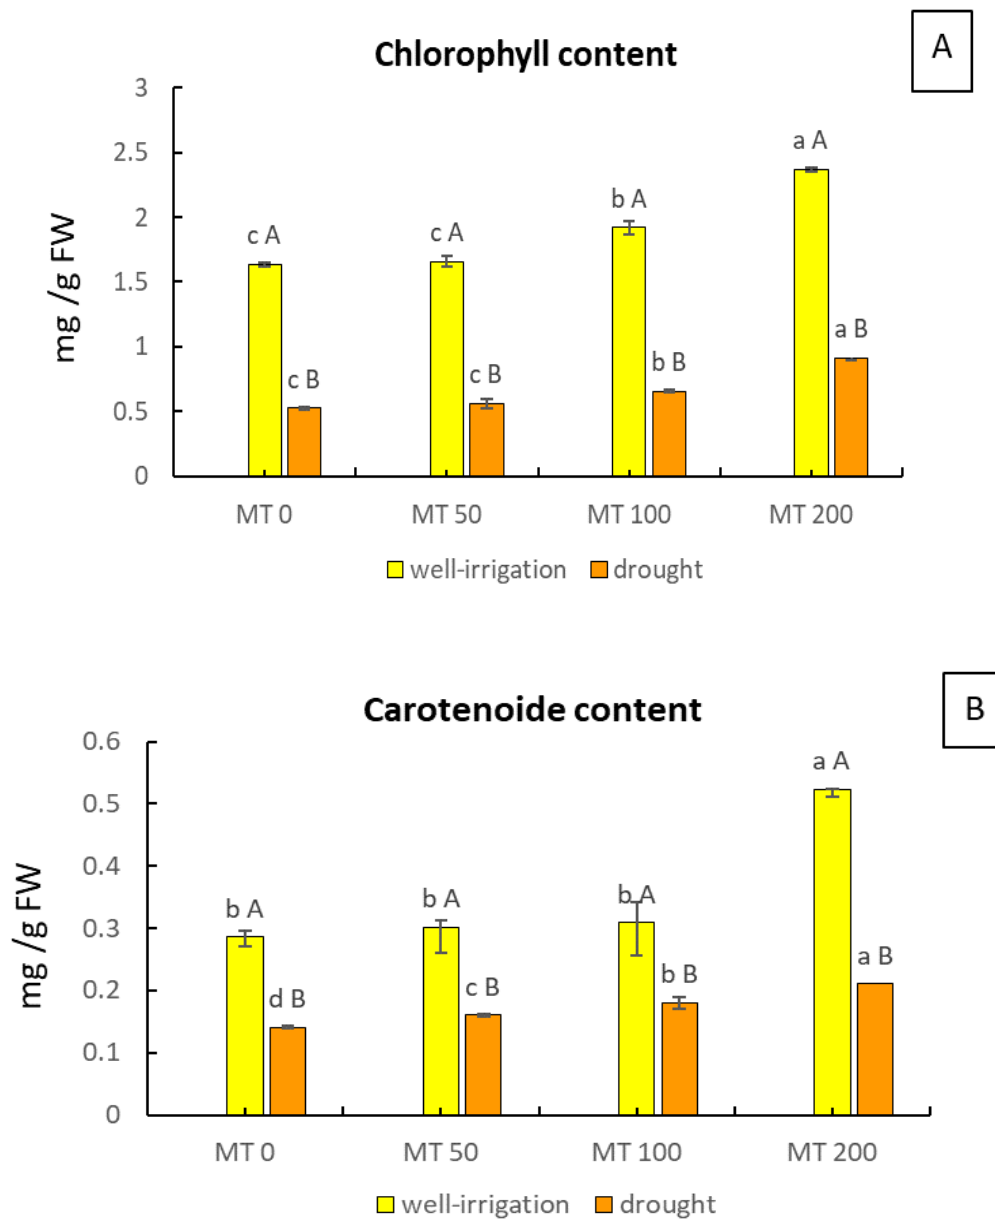 A
Chlorophyll content
3
2.5
2
1.5
1
0.5
0
mg /g FW
c A
c B
c A
c B
b A
b B
a A
a B
MT 0 MT 50 MT 100 MT 200
well-irrigation drought
B
Carotenoide content
0.6
0.5
0.4
0.3
0.2
0.1
0
mg /g FW
b A
d B
b A
c B
b A
b B
a A
a B
MT 0 MT 50 MT 100 MT 200
well-irrigation drought